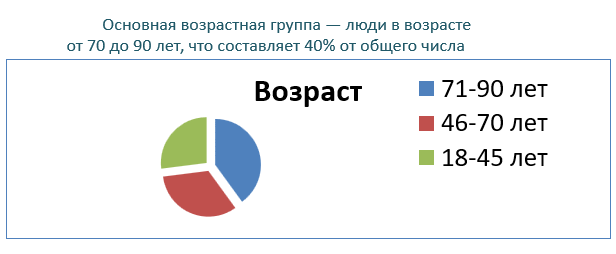 Основная возрастная группа — люди в возрасте
от 70 до 90 лет, что составляет 40% от общего числа
Возраст
71-90 лет
46-70 лет
18-45 лет